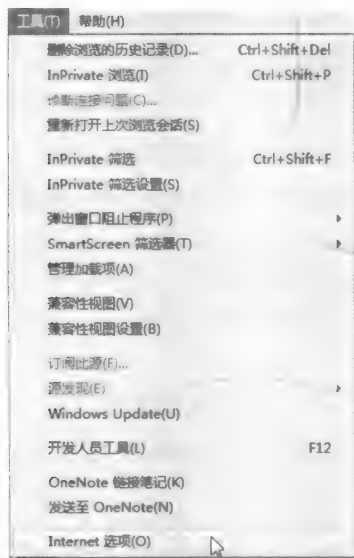 工具(T) 帮助(H)
删除浏览的历史记录(D)... Ctrl+Shift+Del
InPrivate 浏览(I) Ctrl+Shift+P
诊断连接问题(C)...
重新打开上次浏览会话(S)
InPrivate 筛选 Ctrl+Shift+F
InPrivate 筛选设置(S)
弹出窗口阻止程序(P)
SmartScreen 筛选器(T)
管理加载项(A)
兼容性视图(V)
兼容性视图设置(B)
订阅此源(F)...
源发现(E)
Windows Update(U)
开发人员工具(L) F12
OneNote 链接笔记(K)
发送至 OneNote(N)
Internet 选项(O)